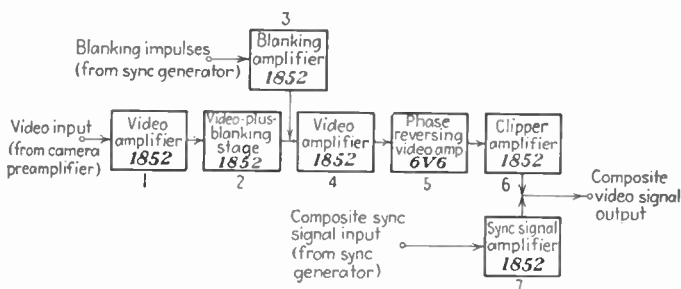 3
Blanking impulses
(from sync generator)
Blanking
amplifier
1852
Video input
(from camera
preamplifier)
Video
amplifier
1852
1
Video-plus-
blanking
stage
1852
2
Video
amplifier
1852
4
Phase
reversing
video amp
6V6
5
Clipper
amplifier
1852
6
Composite
video signal
output
Composite sync
signal input
(from sync
generator)
Sync signal
amplifier
1852
7